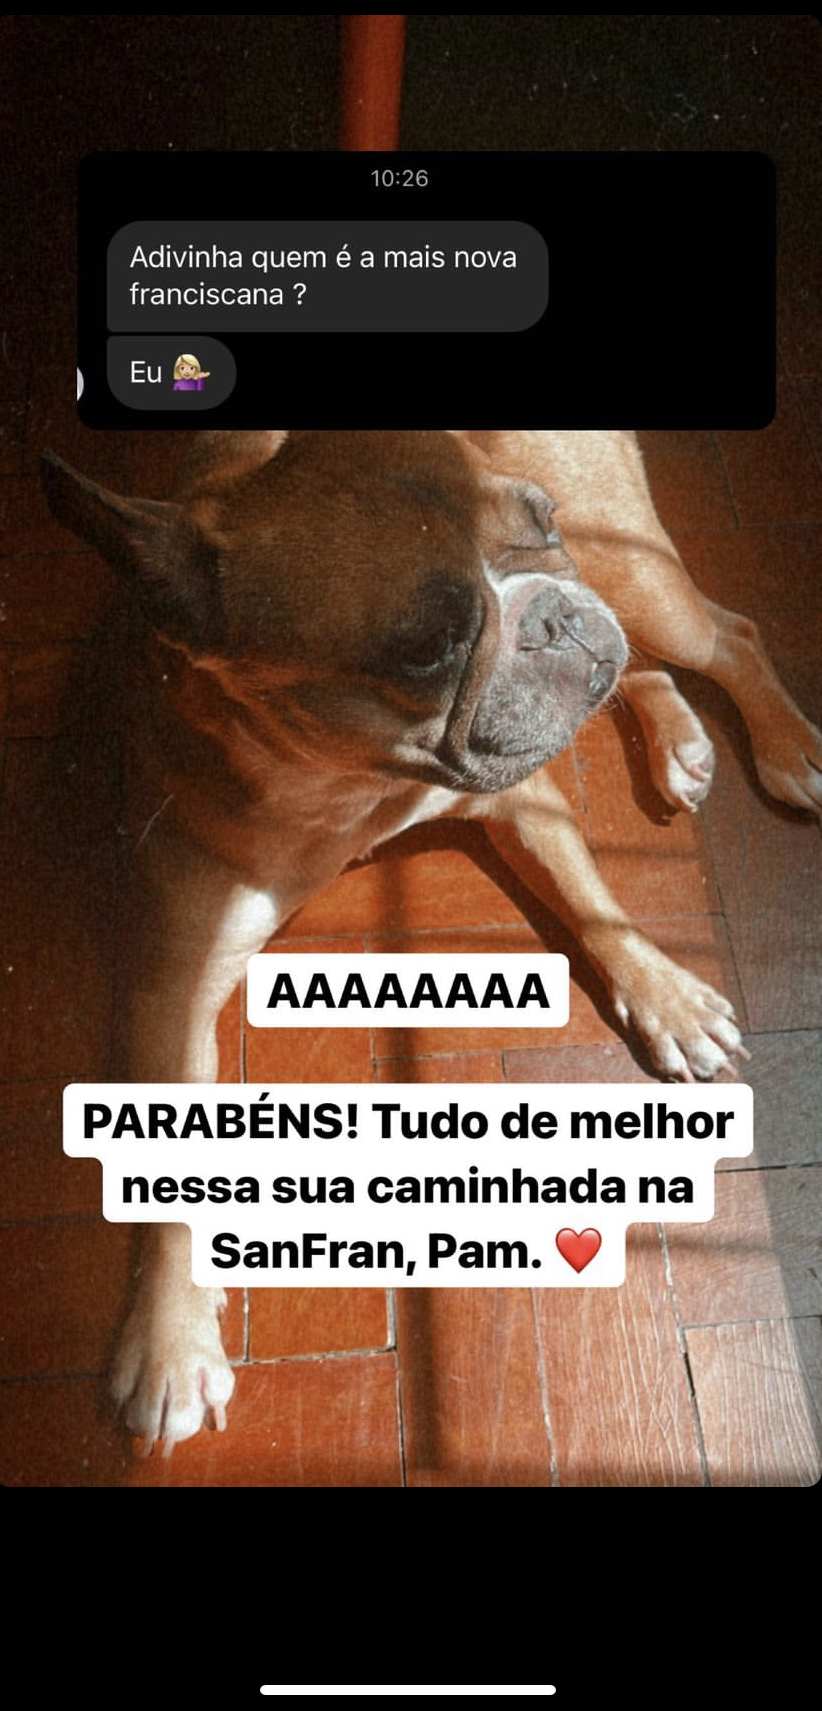 10:26
Adivinha quem é a mais nova
franciscana ?
Eu 💁🏼‍♀️
AAAAAAAA
PARABÉNS! Tudo de melhor
nessa sua caminhada na
SanFran, Pam. ❤️